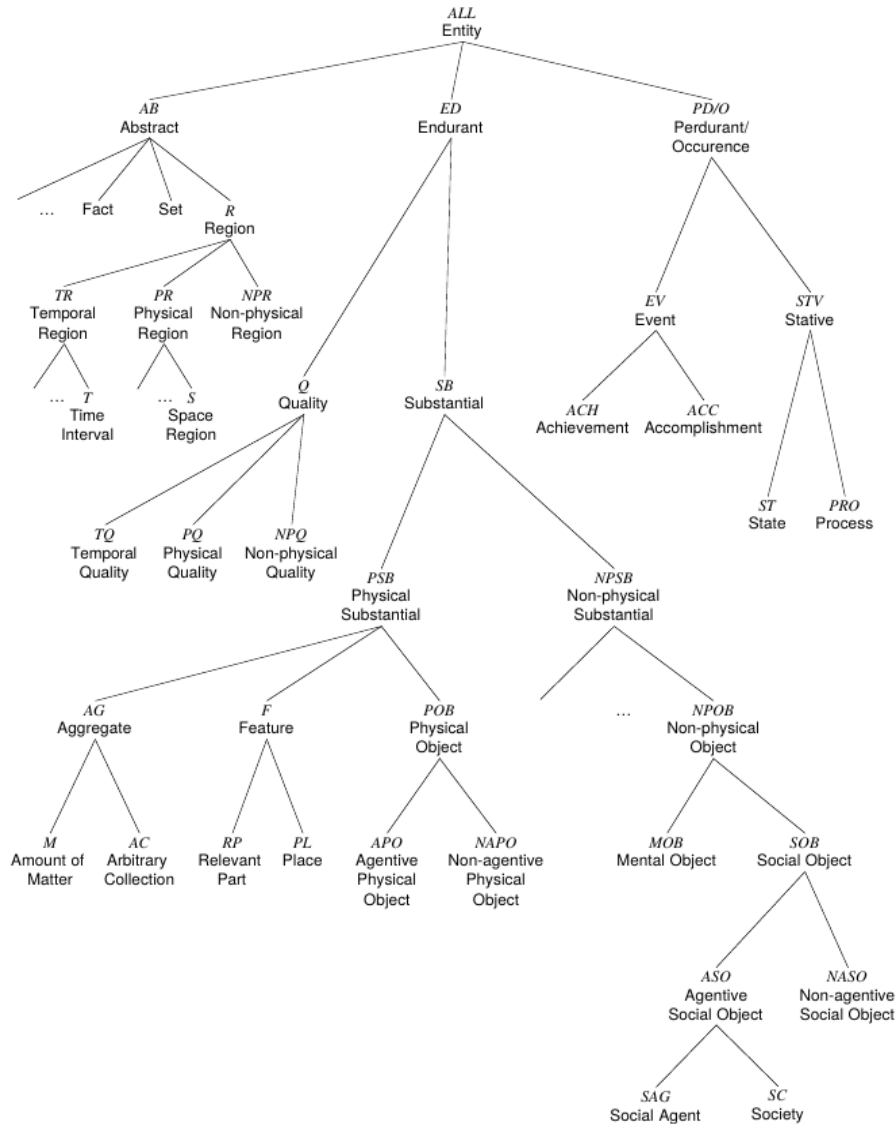 ALL
Entity
AB
Abstract
ED
Endurant
PD/O
Perdurant/
Occurence
...
Fact
Set
R
Region
TR
Temporal
Region
PR
Physical
Region
NPR
Non-physical
Region
EV
Event
STV
Stative
... T
Time
Interval
... S
Space
Region
Q
Quality
SB
Substantial
ACH
Achievement
ACC
Accomplishment
ST
State
PRO
Process
TQ
Temporal
Quality
PQ
Physical
Quality
NPQ
Non-physical
Quality
PSB
Physical
Substantial
NPSB
Non-physical
Substantial
AG
Aggregate
F
Feature
POB
Physical
Object
...
NPOB
Non-physical
Object
M
Amount of
Matter
AC
Arbitrary
Collection
RP
Relevant
Part
PL
Place
APO
Agentive
Physical
Object
NAPO
Non-agentive
Physical
Object
MOB
Mental Object
SOB
Social Object
ASO
Agentive
Social Object
NASO
Non-agentive
Social Object
SAG
Social Agent
SC
Society